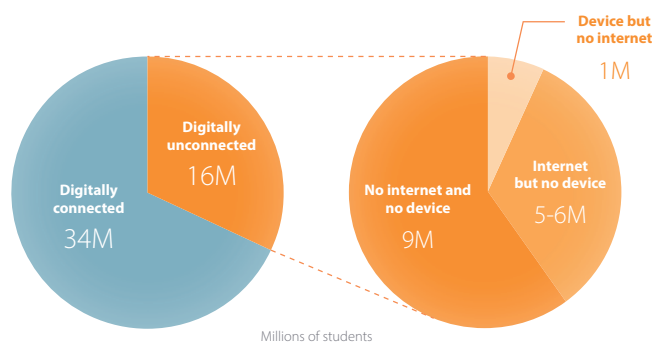 Device but
no internet
1M
Digitally
unconnected
16M
Digitally
connected
34M
No internet and
no device
9M
Internet
but no device
5-6M
Millions of students